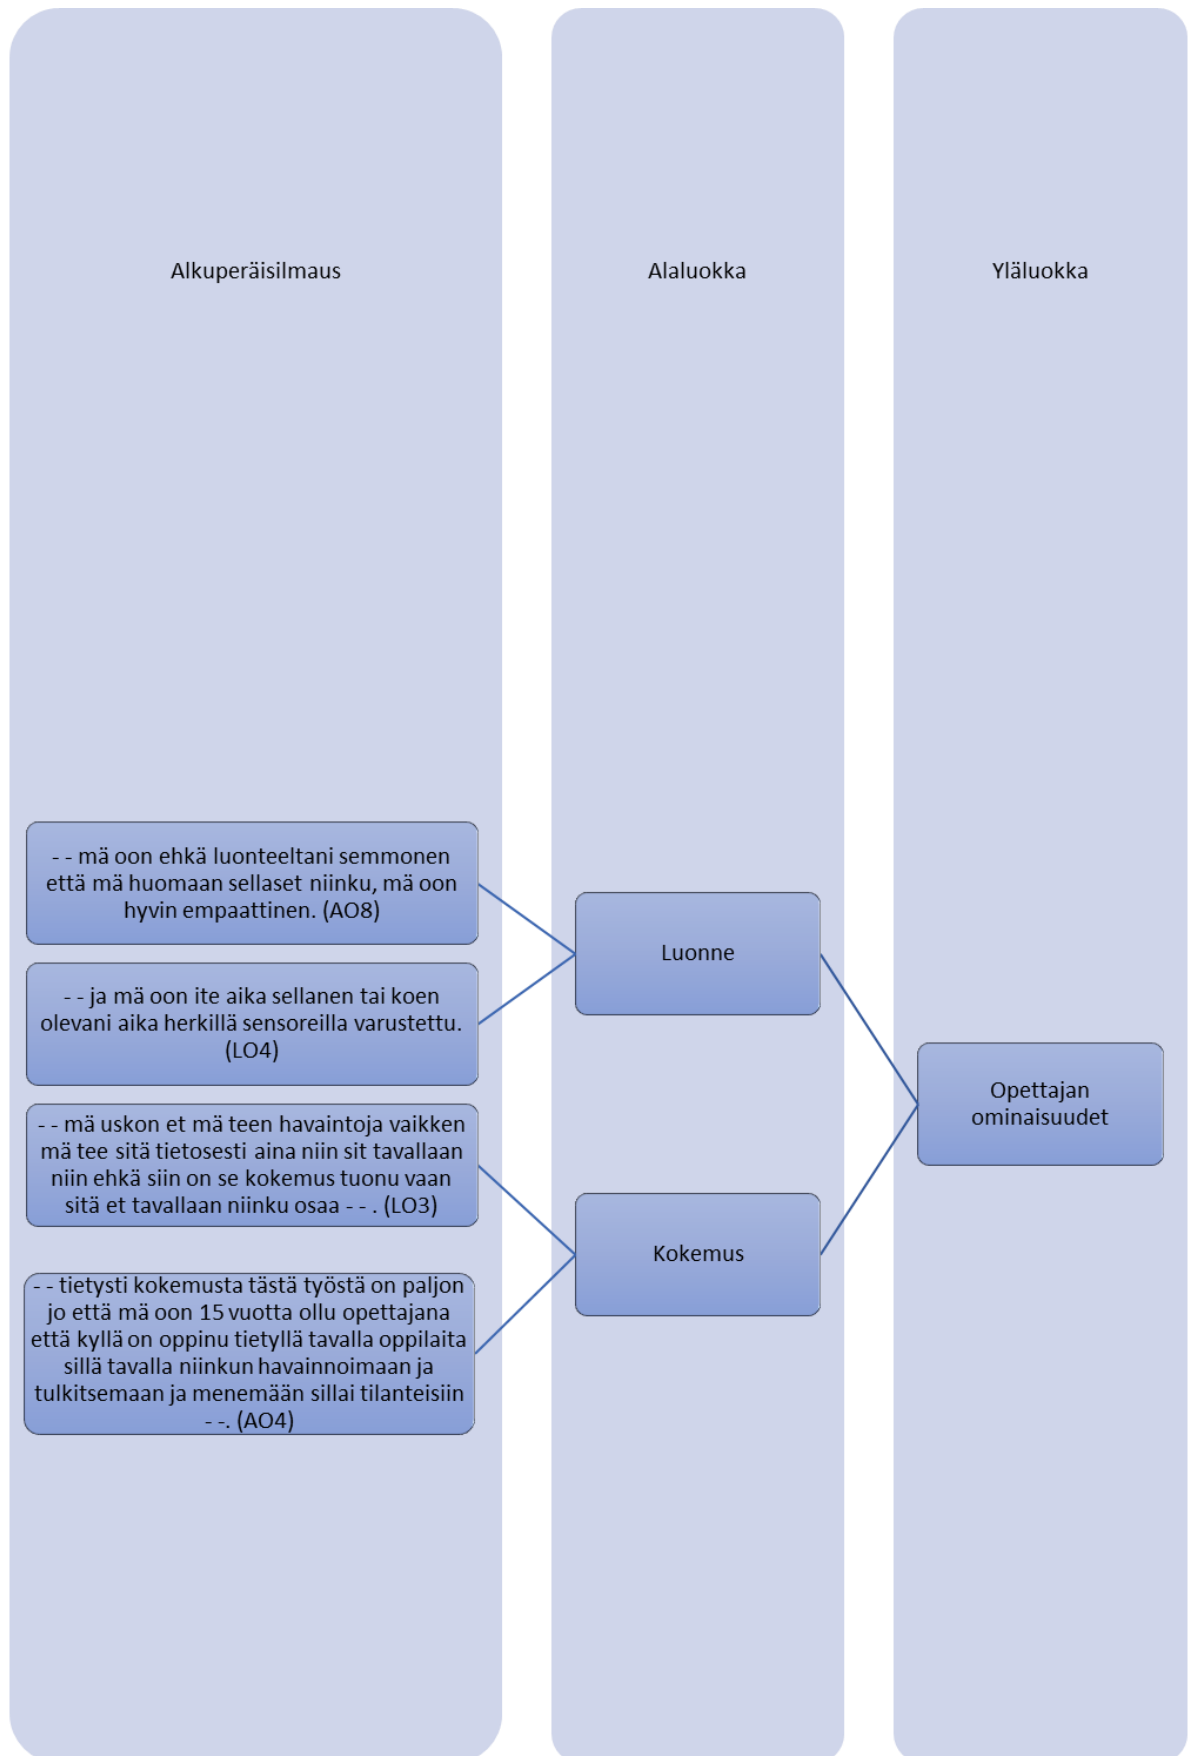 Alkuperäisilmaus
Alaluokka
Yläluokka
- - mä oon ehkä luonteeltani semmonen
että mä huomaan sellaset niinku, mä oon
hyvin empaattinen. (AO8)
- - ja mä oon ite aika sellanen tai koen
olevani aika herkillä sensoreilla varustettu.
(LO4)
- - mä uskon et mä teen havaintoja vaikken
mä tee sitä tietosesti aina niin sit tavallaan
niin ehkä siin on se kokemus tuonu vaan
sitä et tavallaan niinku osaa - - . (LO3)
- - tietysti kokemusta tästä työstä on paljon
jo että mä oon 15 vuotta ollu opettajana
että kyllä on oppinu tietyllä tavalla oppilaita
sillä tavalla niinkun havainnoimaan ja
tulkitsemaan ja menemään sillai tilanteisiin
- -. (AO4)
Luonne
Kokemus
Opettajan
ominaisuudet